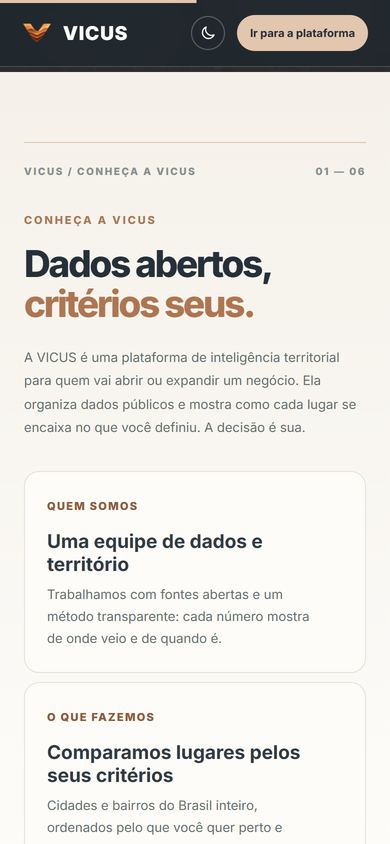 VICUS
Ir para a plataforma
VICUS / CONHEÇA A VICUS
01 — 06
CONHEÇA A VICUS
Dados abertos,
critérios seus.
A VICUS é uma plataforma de inteligência territorial
para quem vai abrir ou expandir um negócio. Ela
organiza dados públicos e mostra como cada lugar se
encaixa no que você definiu. A decisão é sua.
QUEM SOMOS
Uma equipe de dados e
território
Trabalhamos com fontes abertas e um
método transparente: cada número mostra
de onde veio e de quando é.
O QUE FAZEMOS
Comparamos lugares pelos
seus critérios
Cidades e bairros do Brasil inteiro,
ordenados pelo que você quer perto e